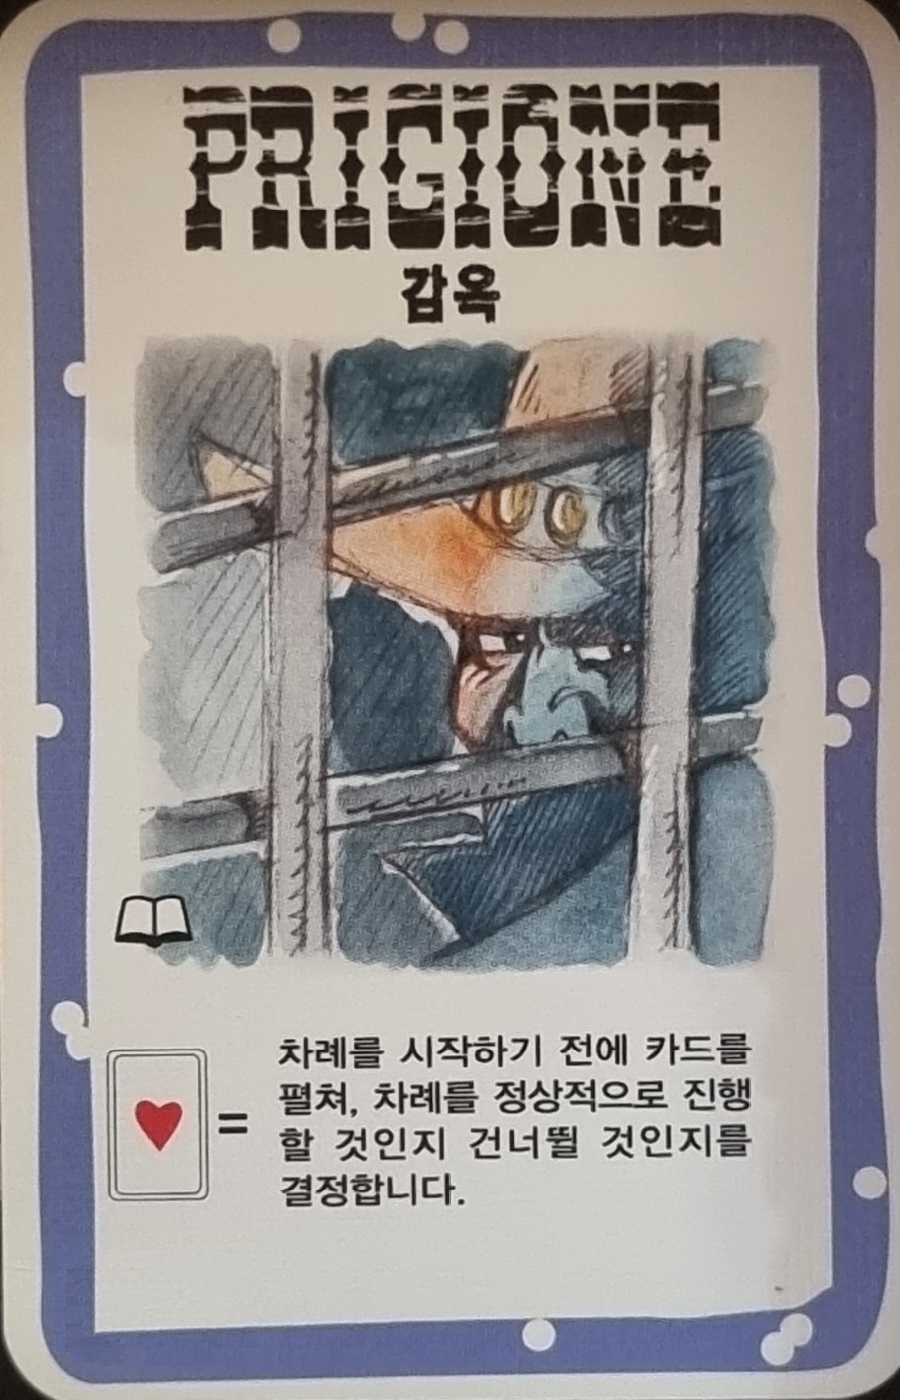 PRIGIONE
감옥
=
차례를 시작하기 전에 카드를
펼쳐, 차례를 정상적으로 진행
할 것인지 건너뛸 것인지를
결정합니다.